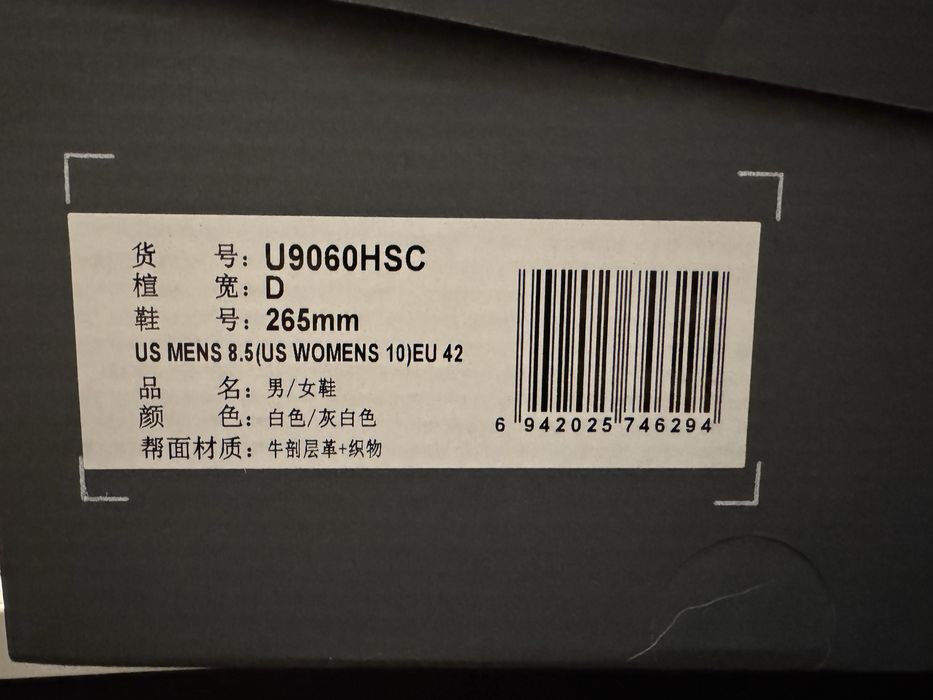 货 号：U9060HSC
楦 宽：D
鞋 号：265mm
US MENS 8.5(US WOMENS 10)EU 42
品 名：男/女鞋
颜 色：白色/灰白色
帮面材质：牛剖层革+织物
6 942025 746294